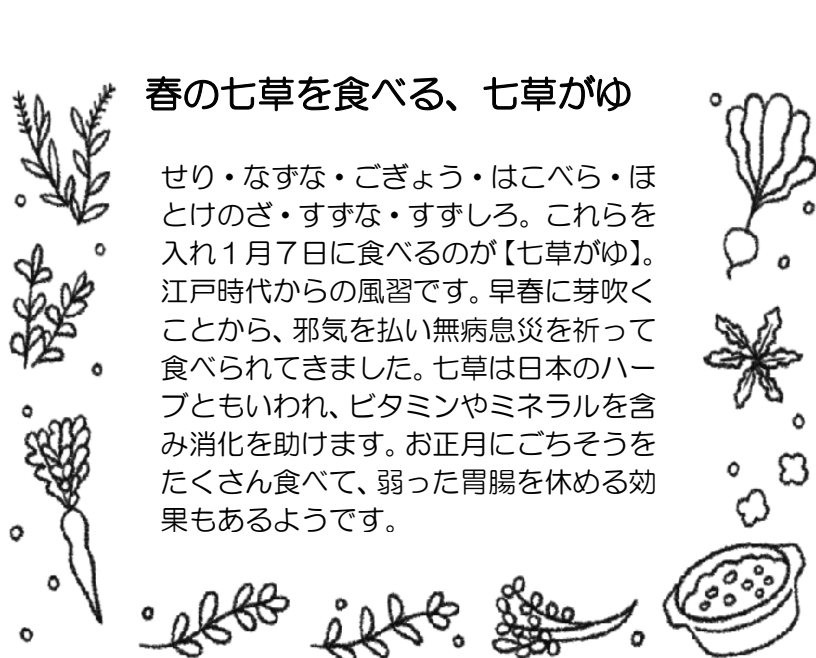 春の七草を食べる、七草がゆ
せり・なずな・ごぎょう・はこべら・ほ
とけのざ・すずな・すずしろ。これらを
入れ1月7日に食べるのが【七草がゆ】。
江戸時代からの風習です。早春に芽吹く
ことから、邪気を払い無病息災を祈って
食べられてきました。七草は日本のハー
ブともいわれ、ビタミンやミネラルを含
み消化を助けます。お正月にごちそうを
たくさん食べて、弱った胃腸を休める効
果もあるようです。